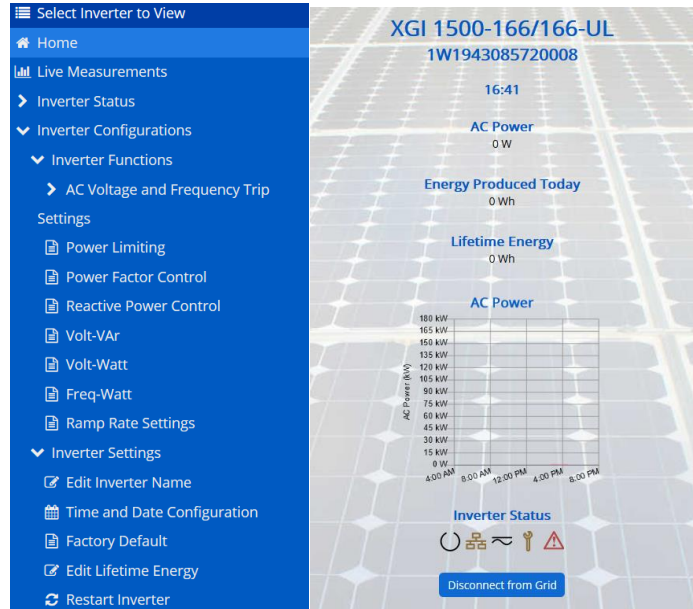 Select Inverter to View
Home
Live Measurements
Inverter Status
Inverter Configurations
Inverter Functions
AC Voltage and Frequency Trip
Settings
Power Limiting
Power Factor Control
Reactive Power Control
Volt-VAr
Volt-Watt
Freq-Watt
Ramp Rate Settings
Inverter Settings
Edit Inverter Name
Time and Date Configuration
Factory Default
Edit Lifetime Energy
Restart Inverter
XGI 1500-166/166-UL
1W1943085720008
16:41
AC Power
0 W
Energy Produced Today
0 Wh
Lifetime Energy
0 Wh
AC Power
180 kW
165 kW
150 kW
135 kW
120 kW
105 kW
90 kW
75 kW
60 kW
45 kW
30 kW
15 kW
0 W
AC Power (kW)
4:00 AM 8:00 AM 12:00 PM 4:00 PM 8:00 PM
Inverter Status
Disconnect from Grid